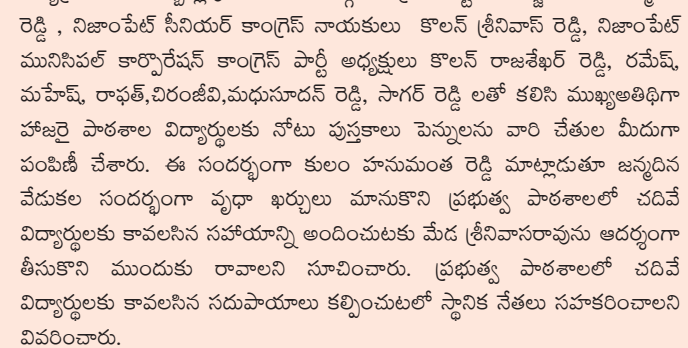 రెడ్డి , నిజాంపేట్ సీనియర్ కాంగ్రెస్ నాయకులు కొలన్ శ్రీనివాస్ రెడ్డి, నిజాంపేట్
మునిసిపల్ కార్పొరేషన్ కాంగ్రెస్ పార్టీ అధ్యక్షులు కొలన్ రాజశేఖర్ రెడ్డి, రమేష్,
మహేష్, రాఫత్,చిరంజీవి,మధుసూదన్ రెడ్డి, సాగర్ రెడ్డి లతో కలిసి ముఖ్యఅతిథిగా
హాజరై పాఠశాల విద్యార్థులకు నోటు పుస్తకాలు పెన్నులను వారి చేతుల మీదుగా
పంపిణీ చేశారు. ఈ సందర్భంగా కులం హనుమంత రెడ్డి మాట్లాడుతూ జన్మదిన
వేడుకల సందర్భంగా వృధా ఖర్చులు మానుకొని ప్రభుత్వ పాఠశాలలో చదివే
విద్యార్థులకు కావలసిన సహాయాన్ని అందించుటకు మేడ శ్రీనివాసరావును ఆదర్శంగా
తీసుకొని ముందుకు రావాలని సూచించారు. ప్రభుత్వ పాఠశాలలో చదివే
విద్యార్థులకు కావలసిన సదుపాయాలు కల్పించుటలో స్థానిక నేతలు సహకరించాలని
వివరించారు.